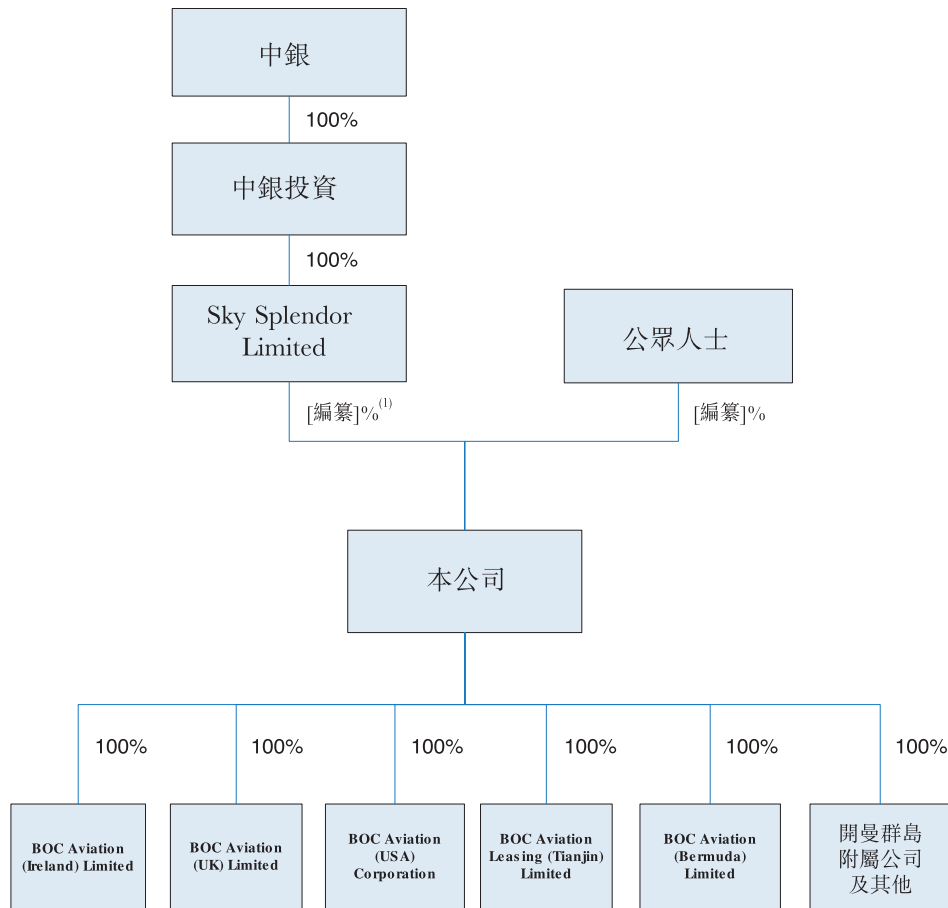 中銀
100%
中銀投資
100%
Sky Splendor
Limited
公眾人士
[編纂]%(1)
[編纂]%
本公司
100%
100%
100%
100%
100%
100%
BOC Aviation
(Ireland) Limited
BOC Aviation
(UK) Limited
BOC Aviation
(USA)
Corporation
BOC Aviation
Leasing (Tianjin)
Limited
BOC Aviation
(Bermuda)
Limited
開曼群島
附屬公司
及其他